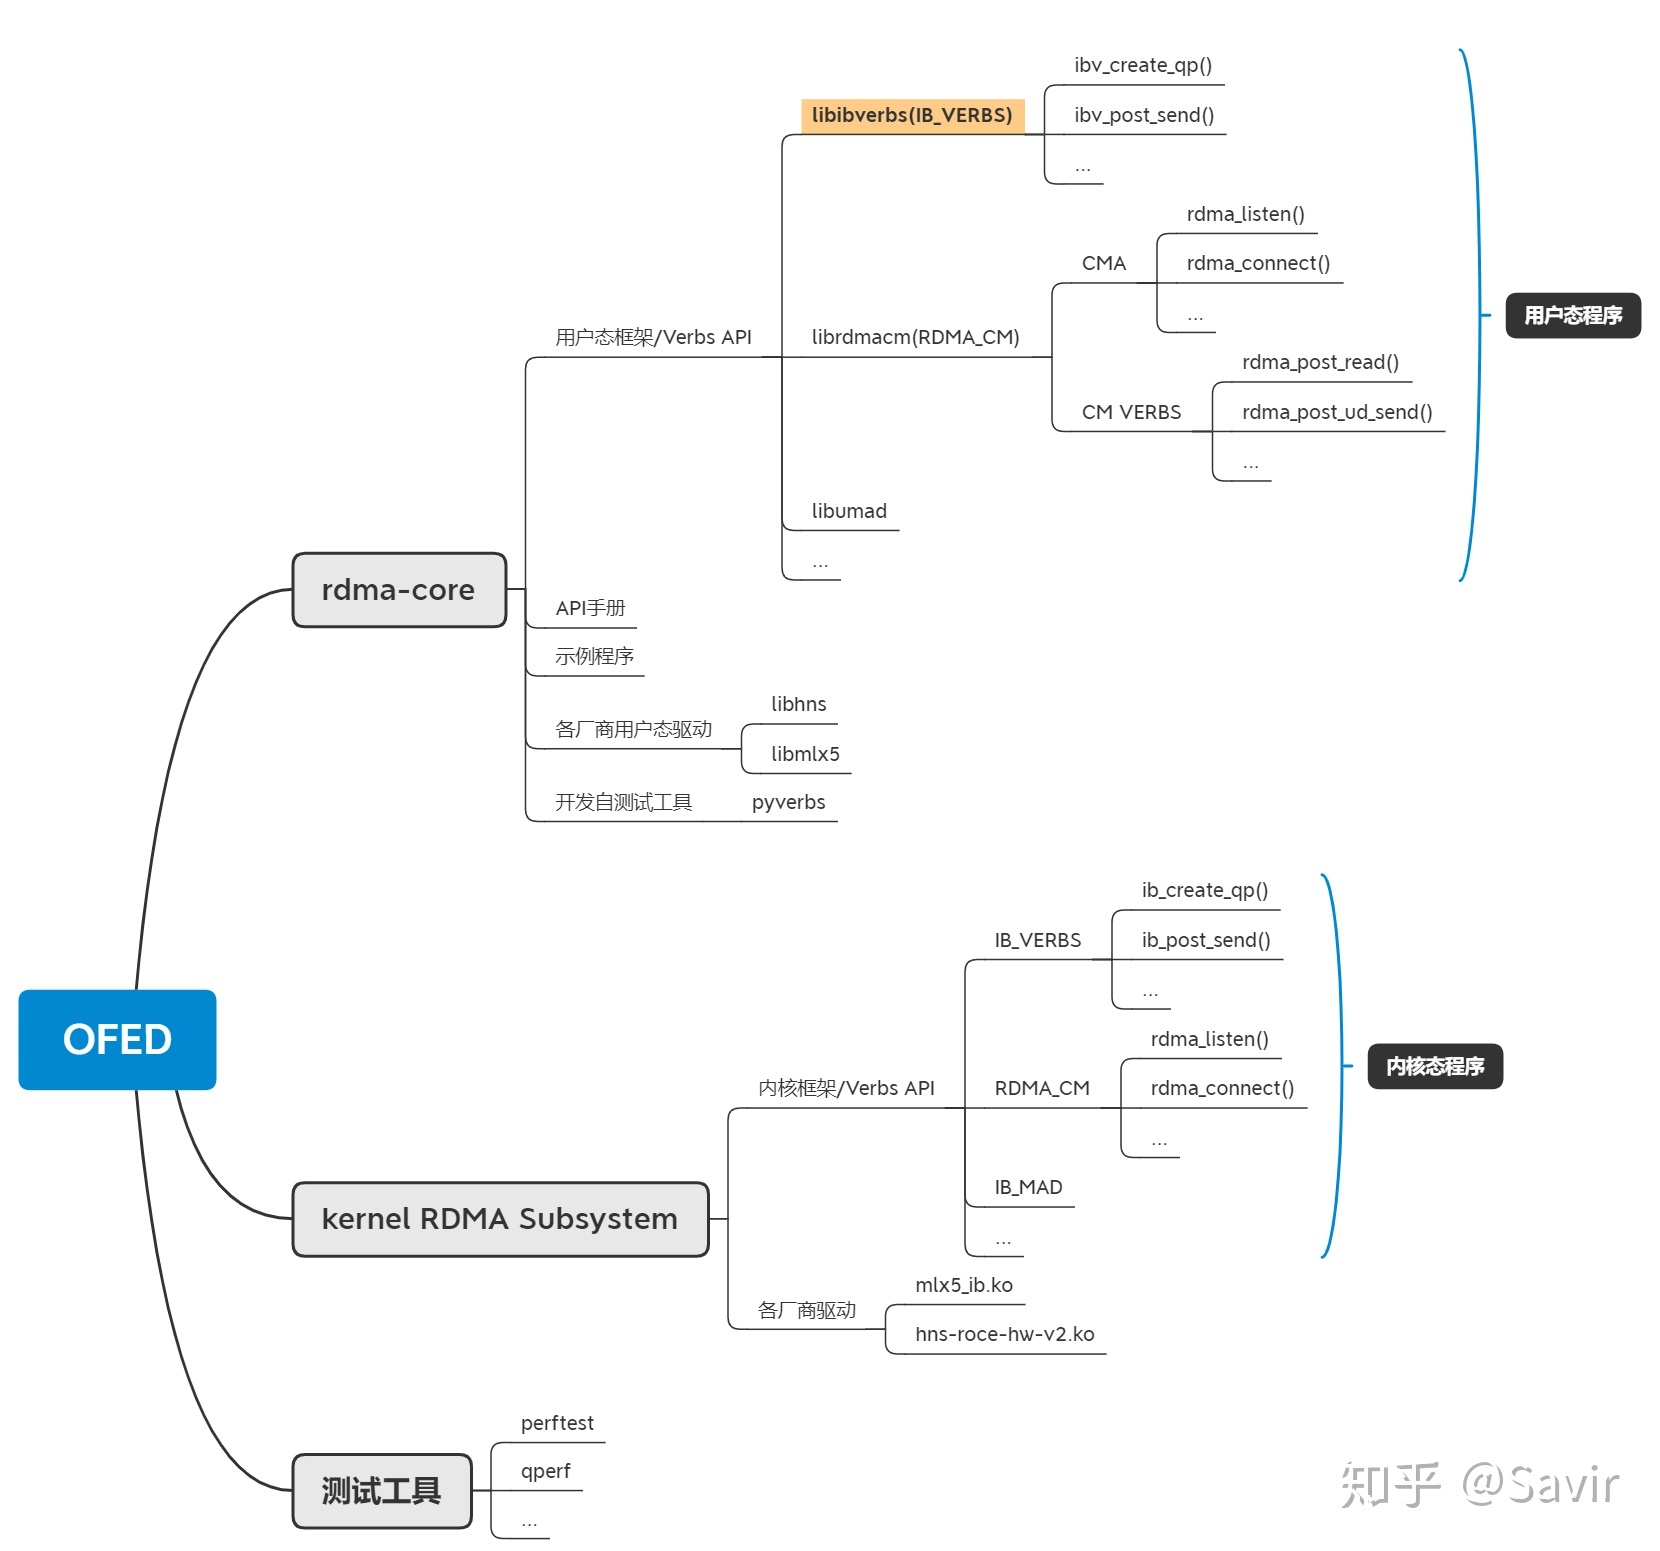 OFED
rdma-core
用户态框架/Verbs API
libibverbs(IB_VERBS)
ibv_create_qp()
ibv_post_send()
...
librdmacm(RDMA_CM)
CMA
rdma_listen()
rdma_connect()
...
CM VERBS
rdma_post_read()
rdma_post_ud_send()
...
libumad
...
用户态程序
API手册
示例程序
各厂商用户态驱动
libhns
libmlx5
开发自测试工具
pyverbs
kernel RDMA Subsystem
内核框架/Verbs API
IB_VERBS
ib_create_qp()
ib_post_send()
...
RDMA_CM
rdma_listen()
rdma_connect()
...
IB_MAD
...
内核态程序
各厂商驱动
mlx5_ib.ko
hns-roce-hw-v2.ko
测试工具
perftest
qperf
...
知乎 @Savir